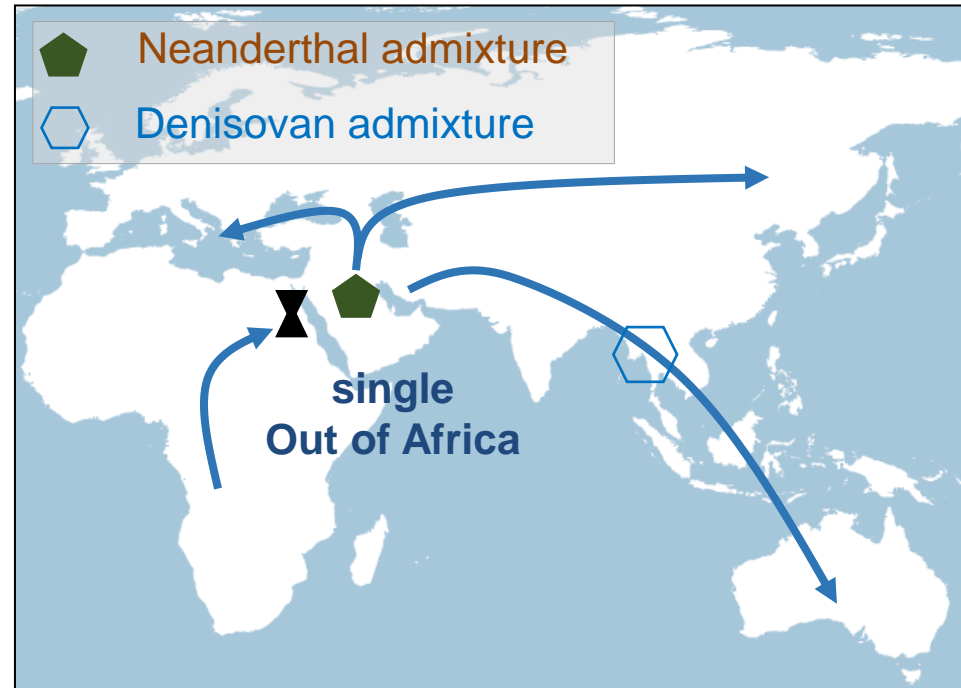 Neanderthal admixture
Denisovan admixture
single
Out of Africa